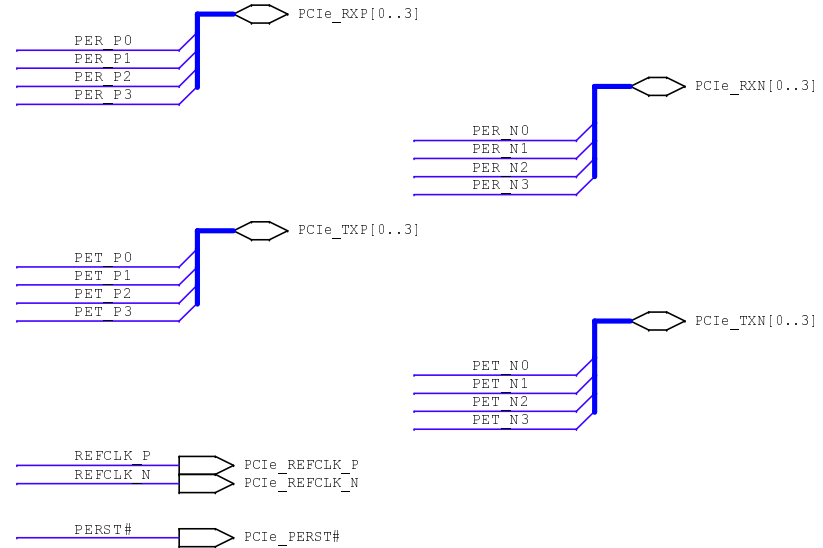 PCIe_RXP[0..3]
PER_P0
PER_P1
PER_P2
PER_P3
PCIe_RXN[0..3]
PER_N0
PER_N1
PER_N2
PER_N3
PCIe_TXP[0..3]
PET_P0
PET_P1
PET_P2
PET_P3
PCIe_TXN[0..3]
PET_N0
PET_N1
PET_N2
PET_N3
REFCLK_P PCIe_REFCLK_P
REFCLK_N PCIe_REFCLK_N
PERST# PCIe_PERST#